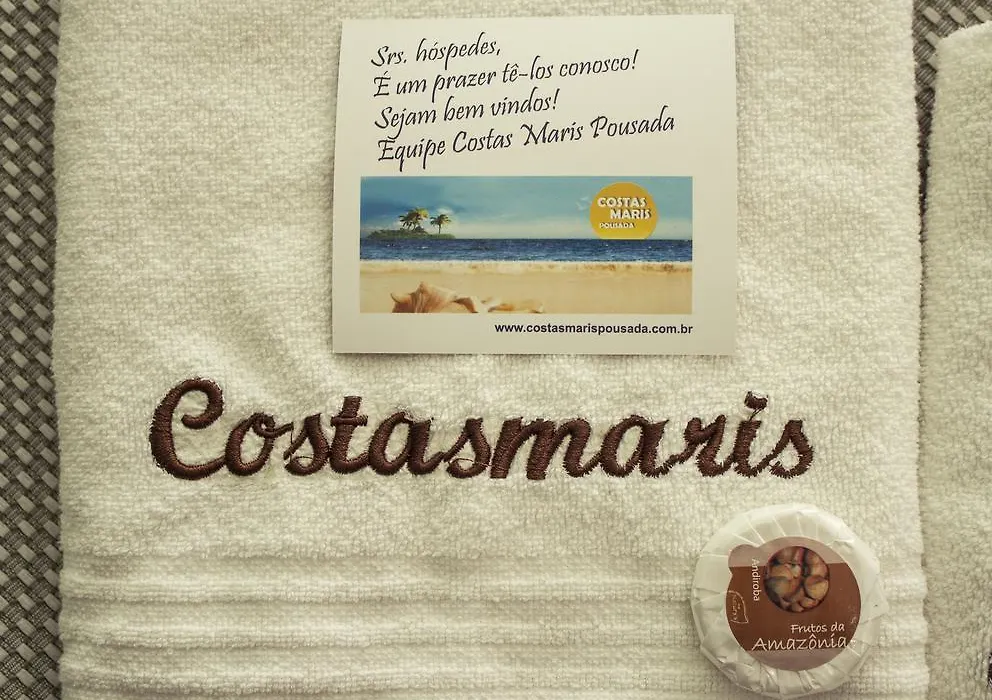 Srs. hóspedes,
É um prazer tê-los conosco!
Sejam bem vindos!
Equipe Costas Maris Pousada
COSTAS
MARIS
POUSADA
www.costasmarispousada.com.br
Costasmaris
Andiroba
Frutos da
Amazônia